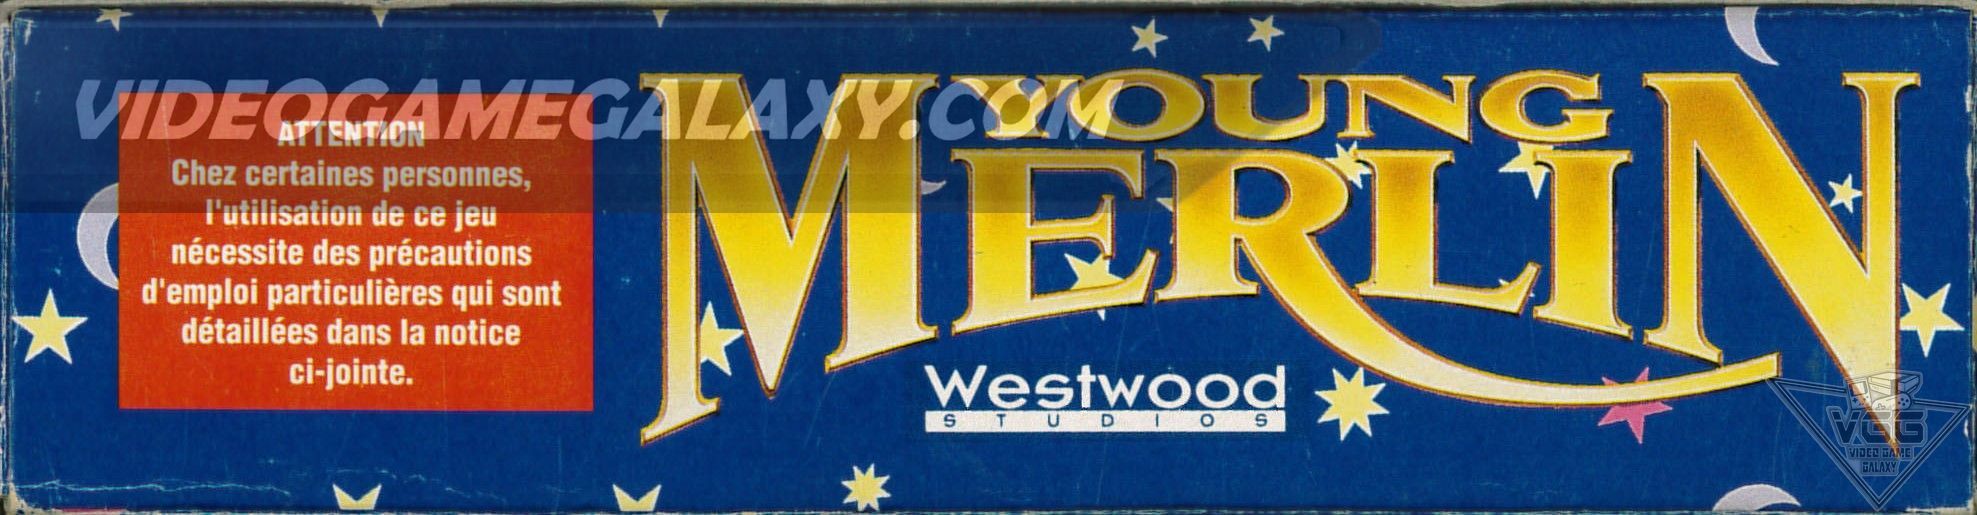 VIDEOGAMEGALAXY.COM
ATTENTION
Chez certaines personnes,
l'utilisation de ce jeu
nécessite des précautions
d'emploi particulières qui sont
détaillées dans la notice
ci-jointe.
YOUNG
MERLIN
Westwood
STUDIOS
VGG
VIDEO GAME
GALAXY